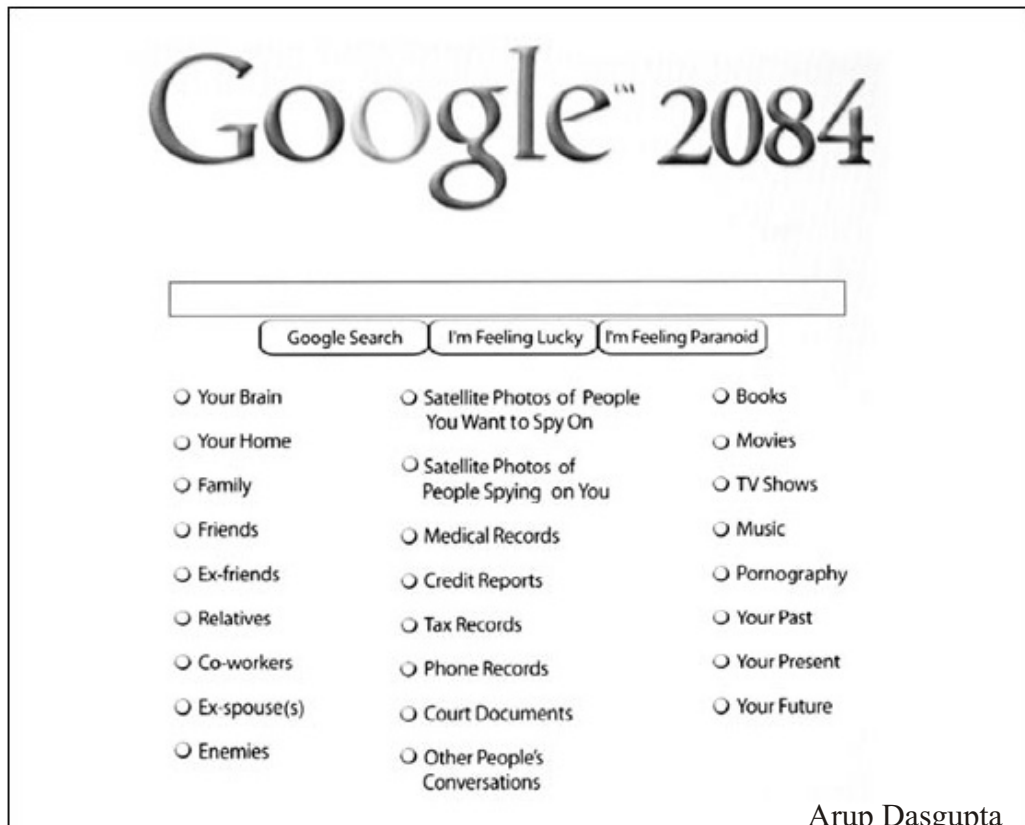 Google™ 2084
Google Search
I'm Feeling Lucky
I'm Feeling Paranoid
Your Brain
Your Home
Family
Friends
Ex-friends
Relatives
Co-workers
Ex-spouse(s)
Enemies
Satellite Photos of People
You Want to Spy On
Satellite Photos of
People Spying on You
Medical Records
Credit Reports
Tax Records
Phone Records
Court Documents
Other People's
Conversations
Books
Movies
TV Shows
Music
Pornography
Your Past
Your Present
Your Future
Arup Dasgupta